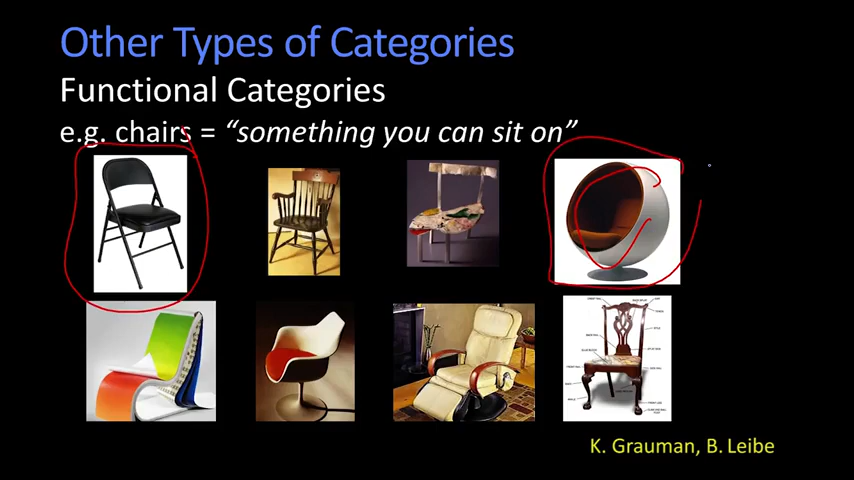 Other Types of Categories
Functional Categories
e.g. chairs = “something you can sit on”
K. Grauman, B. Leibe